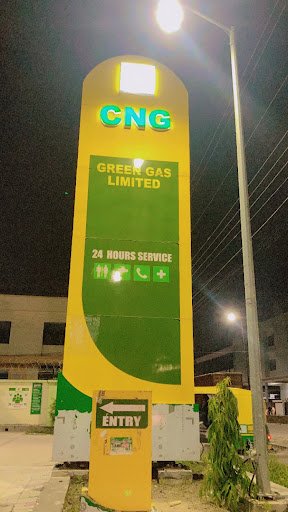 CNG
GREEN GAS
LIMITED
24 HOURS SERVICE
ENTRY